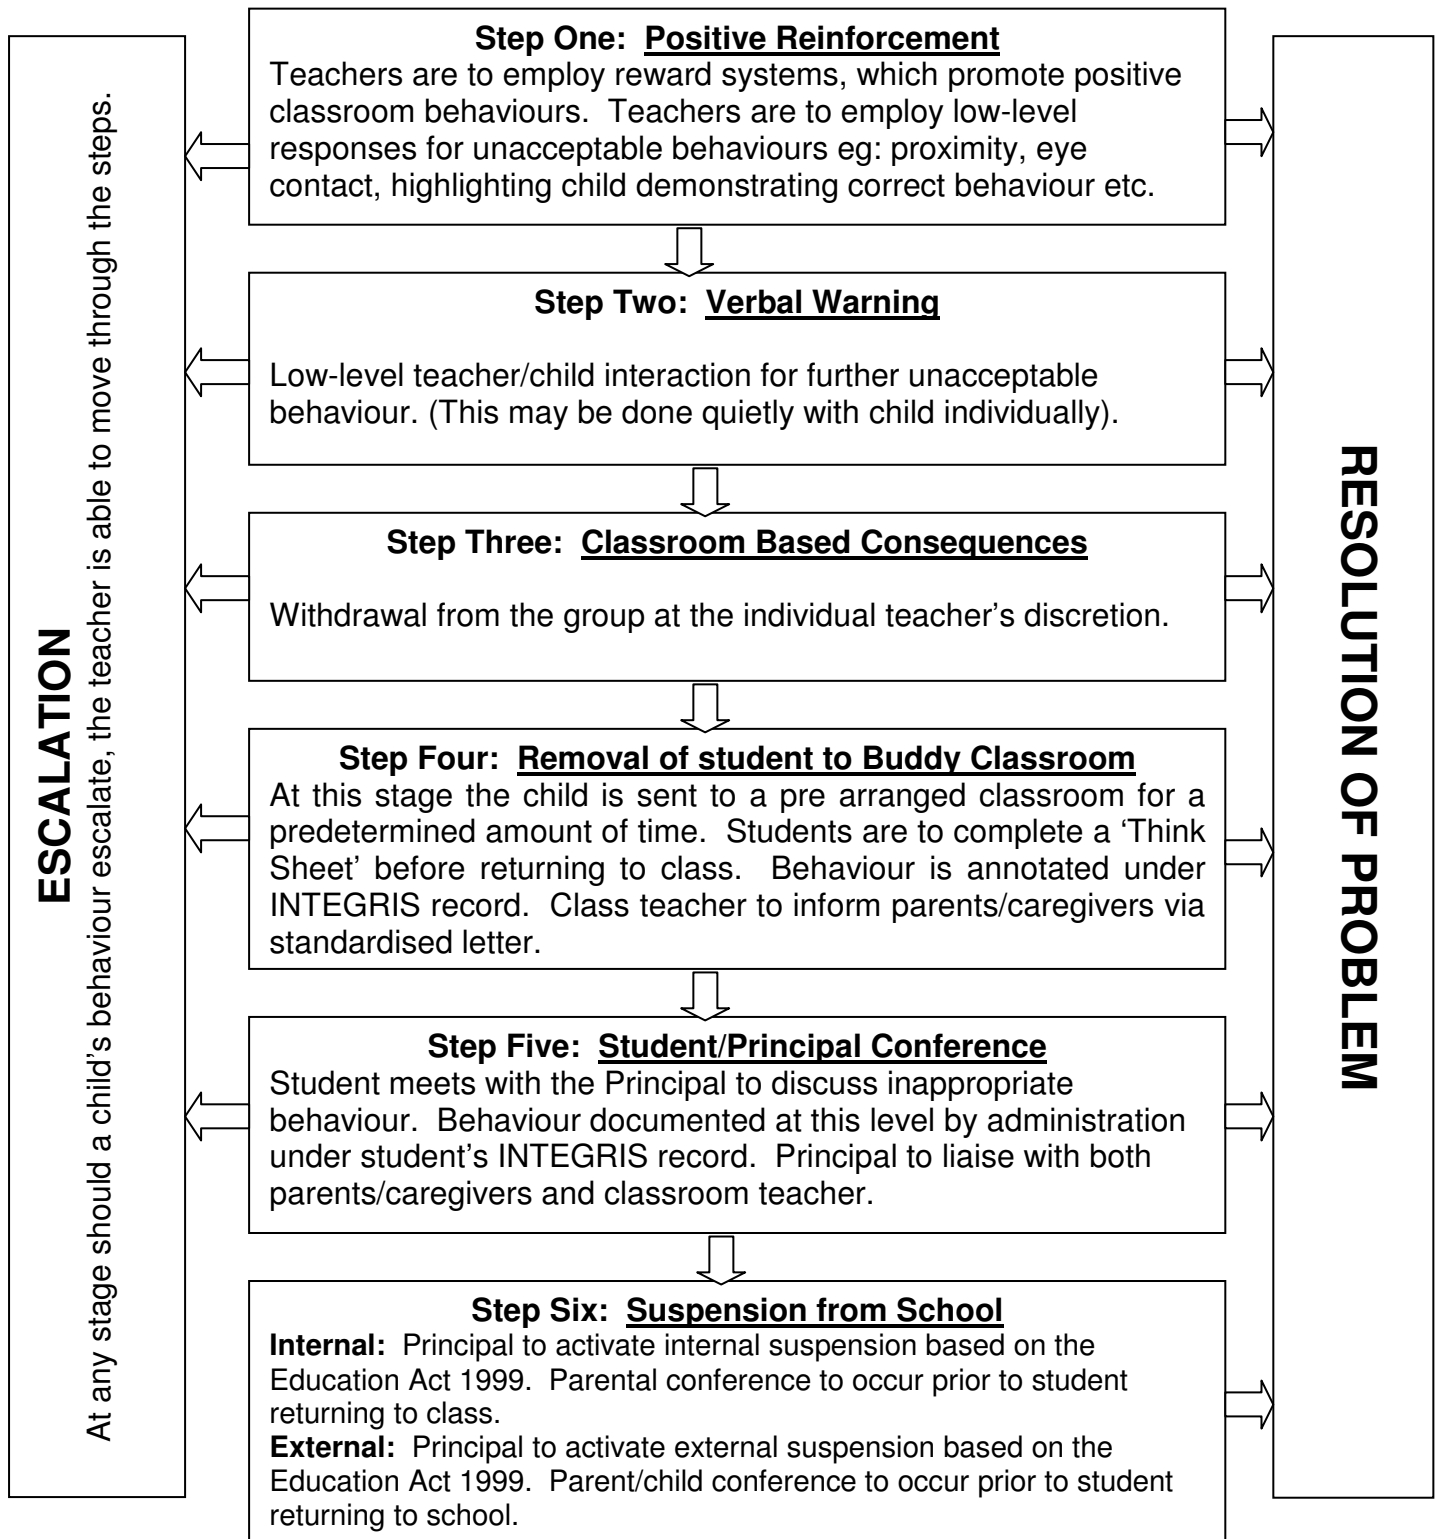 ESCALATION
At any stage should a child's behaviour escalate, the teacher is able to move through the steps.
Step One: Positive Reinforcement
Teachers are to employ reward systems, which promote positive
classroom behaviours. Teachers are to employ low-level
responses for unacceptable behaviours eg: proximity, eye
contact, highlighting child demonstrating correct behaviour etc.
Step Two: Verbal Warning
Low-level teacher/child interaction for further unacceptable
behaviour. (This may be done quietly with child individually).
Step Three: Classroom Based Consequences
Withdrawal from the group at the individual teacher's discretion.
Step Four: Removal of student to Buddy Classroom
At this stage the child is sent to a pre arranged classroom for a
predetermined amount of time. Students are to complete a 'Think
Sheet' before returning to class. Behaviour is annotated under
INTEGRIS record. Class teacher to inform parents/caregivers via
standardised letter.
Step Five: Student/Principal Conference
Student meets with the Principal to discuss inappropriate
behaviour. Behaviour documented at this level by administration
under student's INTEGRIS record. Principal to liaise with both
parents/caregivers and classroom teacher.
Step Six: Suspension from School
Internal: Principal to activate internal suspension based on the
Education Act 1999. Parental conference to occur prior to student
returning to class.
External: Principal to activate external suspension based on the
Education Act 1999. Parent/child conference to occur prior to student
returning to school.
RESOLUTION OF PROBLEM